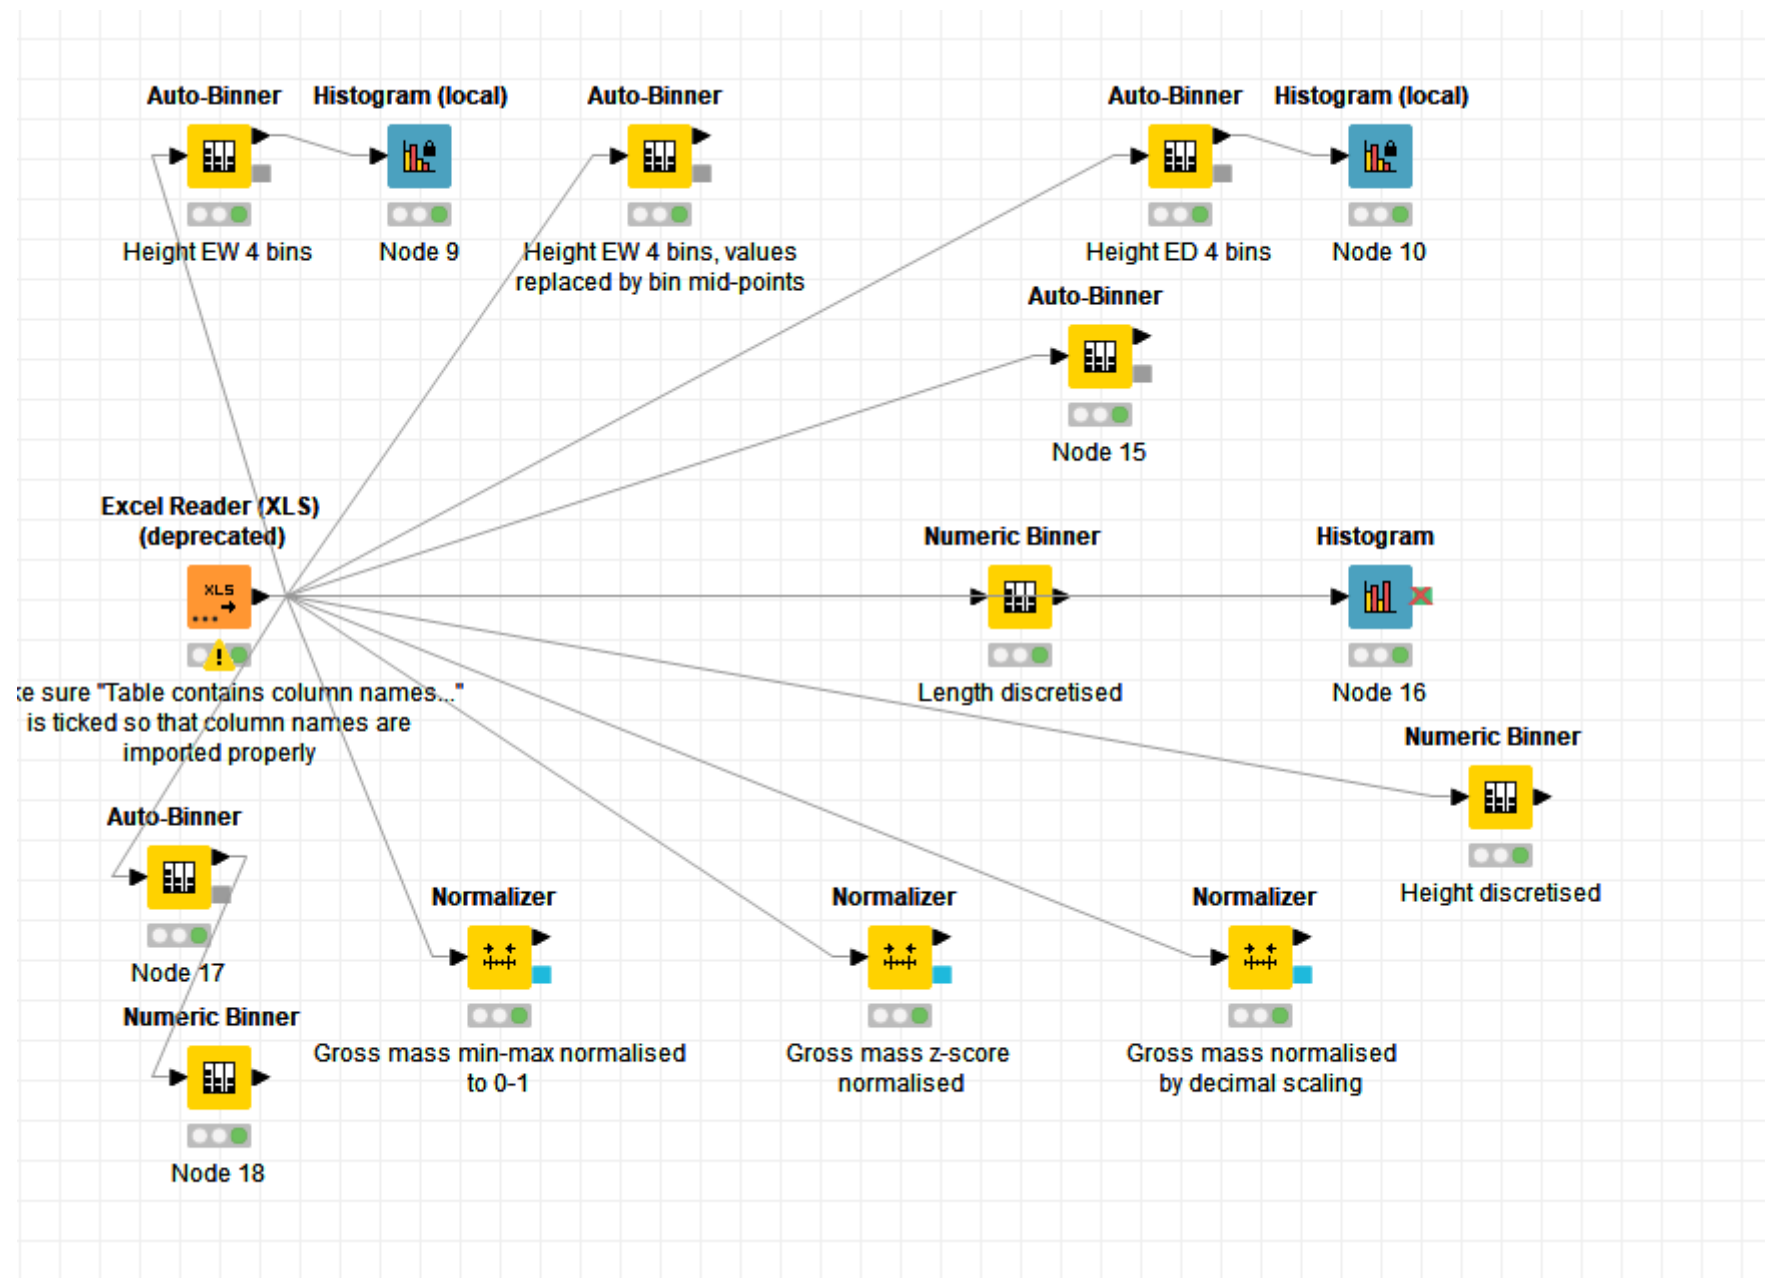 Auto-Binner
Histogram (local)
Auto-Binner
Auto-Binner
Histogram (local)
Height EW 4 bins
Node 9
Height EW 4 bins, values
replaced by bin mid-points
Height ED 4 bins
Node 10
Auto-Binner
Node 15
Excel Reader (XLS)
(deprecated)
XLS
Numeric Binner
Histogram
ke sure "Table contains column names..."
is ticked so that column names are
imported properly
Length discretised
Node 16
Numeric Binner
Height discretised
Auto-Binner
Node 17
Normalizer
Normalizer
Normalizer
Numeric Binner
Gross mass min-max normalised
to 0-1
Gross mass z-score
normalised
Gross mass normalised
by decimal scaling
Node 18